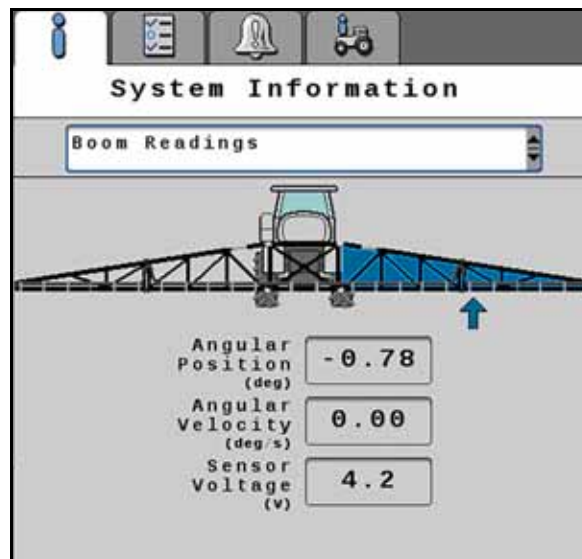 System Information
Boom Readings
Angular
Position
(deg)
-0.78
Angular
Velocity
(deg/s)
0.00
Sensor
Voltage
(V)
4.2